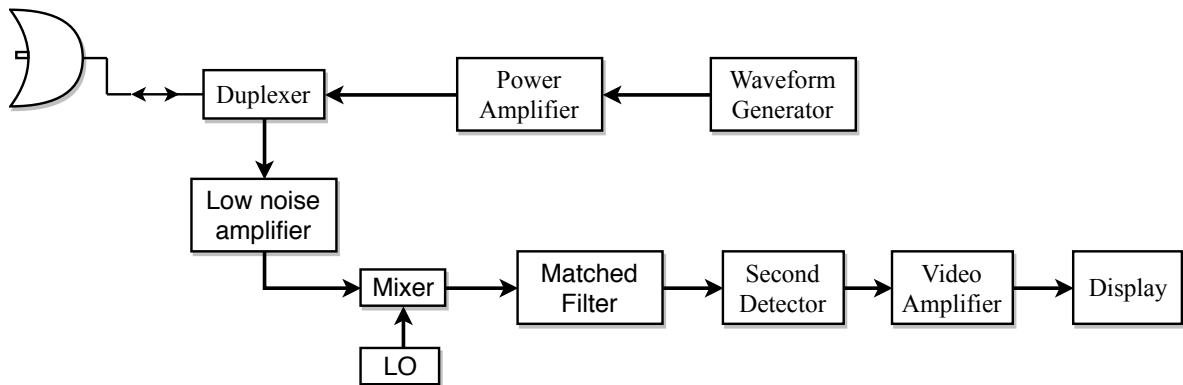 Duplexer
Power
Amplifier
Waveform
Generator
Low noise
amplifier
Mixer
LO
Matched
Filter
Second
Detector
Video
Amplifier
Display